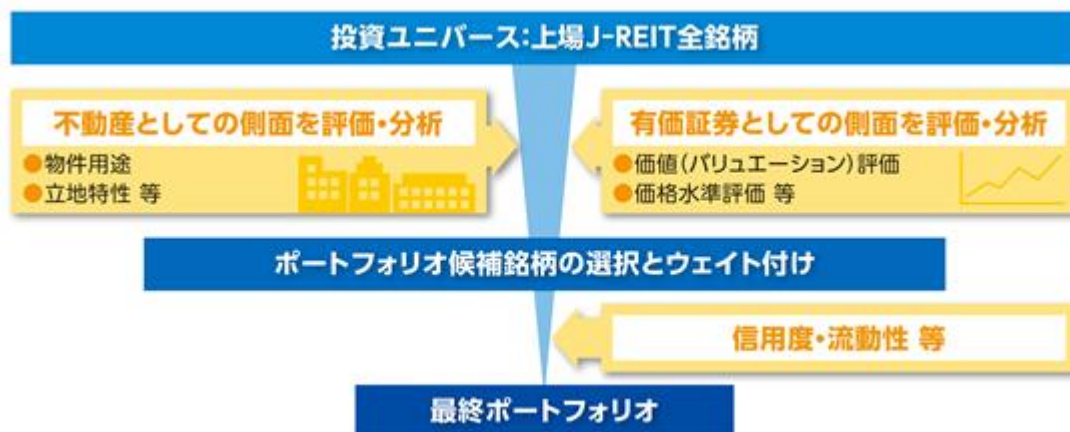 投資ユニバース:上場J-REIT全銘柄
不動産としての側面を評価・分析
●物件用途
●立地特性 等
有価証券としての側面を評価・分析
●価値(バリュエーション)評価
●価格水準評価 等
ポートフォリオ候補銘柄の選択とウェイト付け
信用度・流動性 等
最終ポートフォリオ